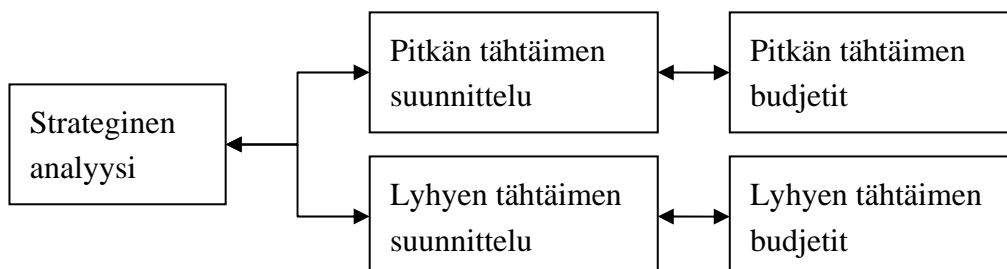 Strateginen
analyysi
Pitkän tähtäimen
suunnittelu
Pitkän tähtäimen
budjetit
Lyhyen tähtäimen
suunnittelu
Lyhyen tähtäimen
budjetit